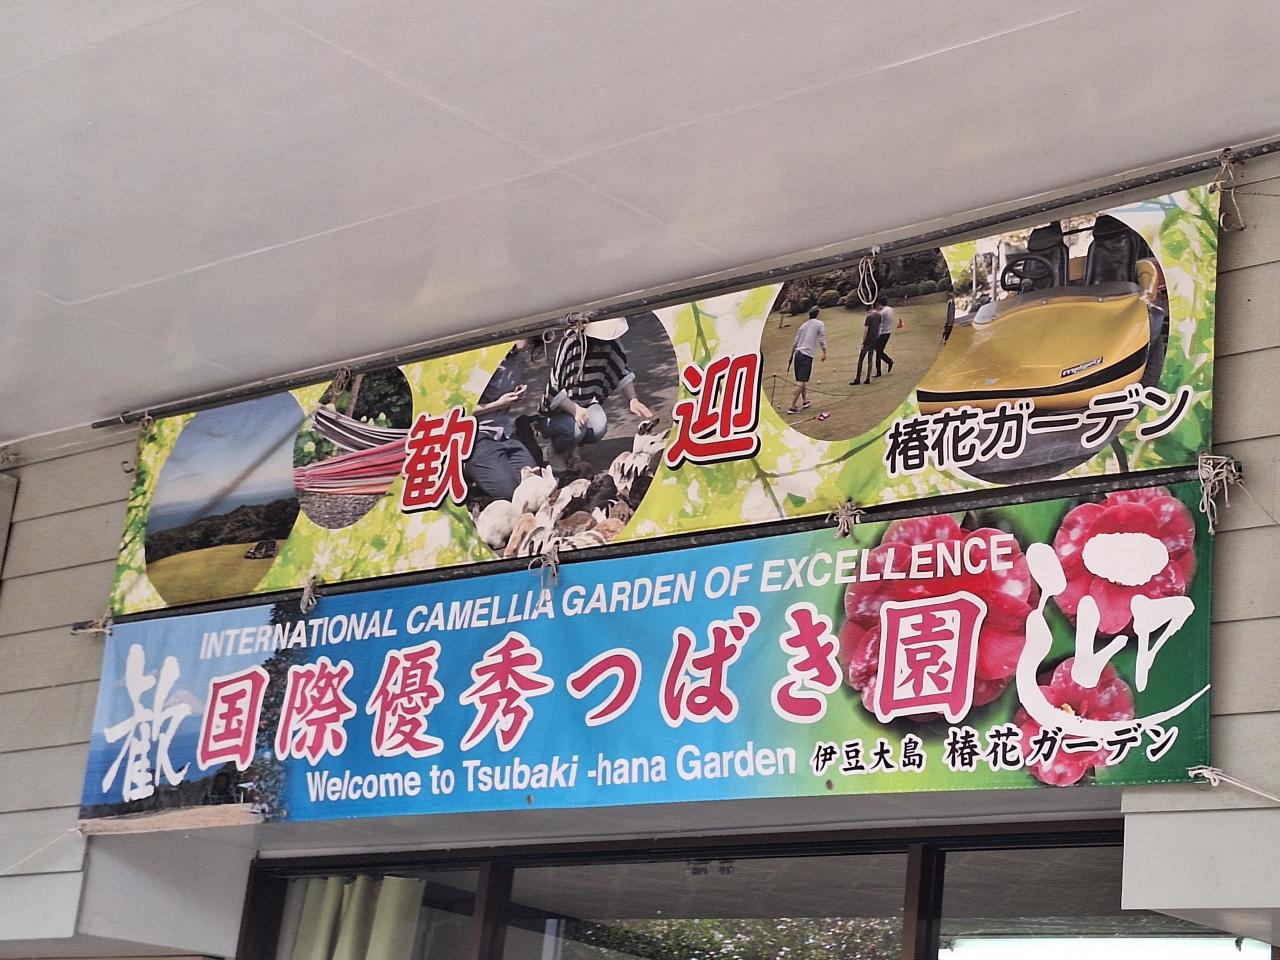 歓迎
椿花ガーデン
INTERNATIONAL CAMELLIA GARDEN OF EXCELLENCE
歓 国際優秀つばき園 迎
Welcome to Tsubaki -hana Garden 伊豆大島 椿花ガーデン